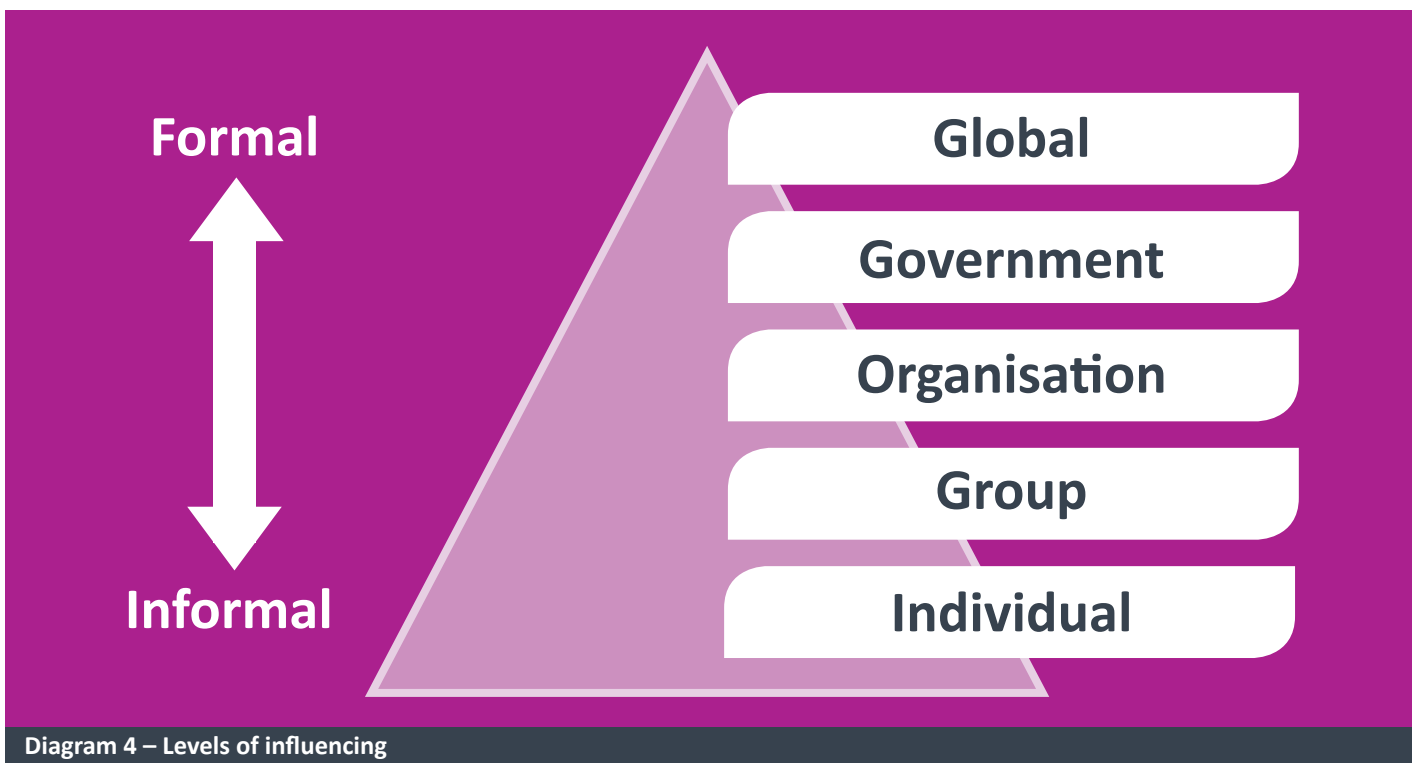 Formal
Informal
Global
Government
Organisation
Group
Individual
Diagram 4 – Levels of influencing